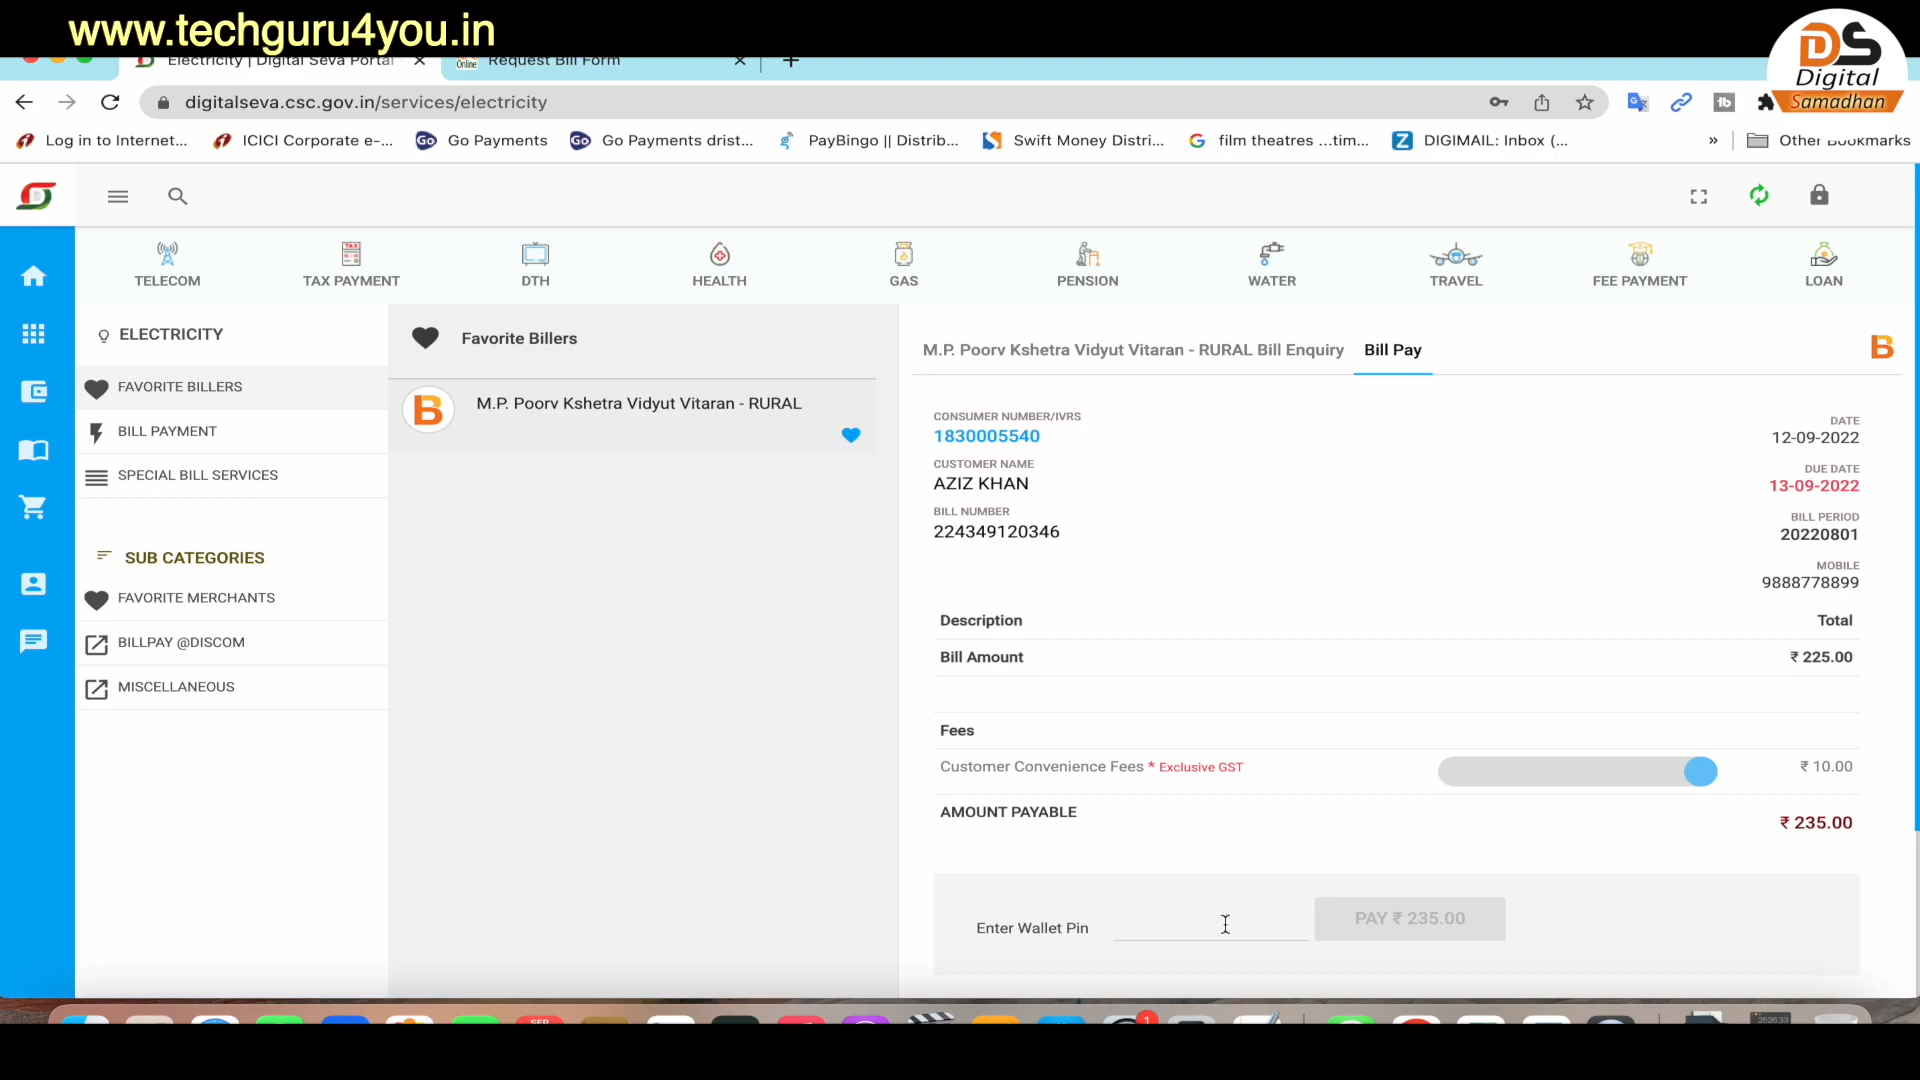 www.techguru4you.in
DS
Digital
Samadhan
Electricity | Digital Seva Portal
Online
Request Bill Form
digitalseva.csc.gov.in/services/electricity
Log in to Internet...
ICICI Corporate e-...
Go
Go Payments
Go
Go Payments drist...
PayBingo || Distrib...
Swift Money Distri...
film theatres ...tim...
Z
DIGIMAIL: Inbox (...
»
Other Bookmarks
TELECOM
TAX
TAX PAYMENT
DTH
HEALTH
GAS
PENSION
WATER
TRAVEL
FEE PAYMENT
LOAN
ELECTRICITY
FAVORITE BILLERS
BILL PAYMENT
SPECIAL BILL SERVICES
SUB CATEGORIES
FAVORITE MERCHANTS
BILLPAY @DISCOM
MISCELLANEOUS
Favorite Billers
B
M.P. Poorv Kshetra Vidyut Vitaran - RURAL
M.P. Poorv Kshetra Vidyut Vitaran - RURAL Bill Enquiry
Bill Pay
B
CONSUMER NUMBER/IVRS
1830005540
CUSTOMER NAME
AZIZ KHAN
BILL NUMBER
224349120346
DATE
12-09-2022
DUE DATE
13-09-2022
BILL PERIOD
20220801
MOBILE
9888778899
Description Total
Bill Amount ₹ 225.00
Fees
Customer Convenience Fees * Exclusive GST ₹ 10.00
AMOUNT PAYABLE ₹ 235.00
Enter Wallet Pin
PAY ₹ 235.00
SEP
1